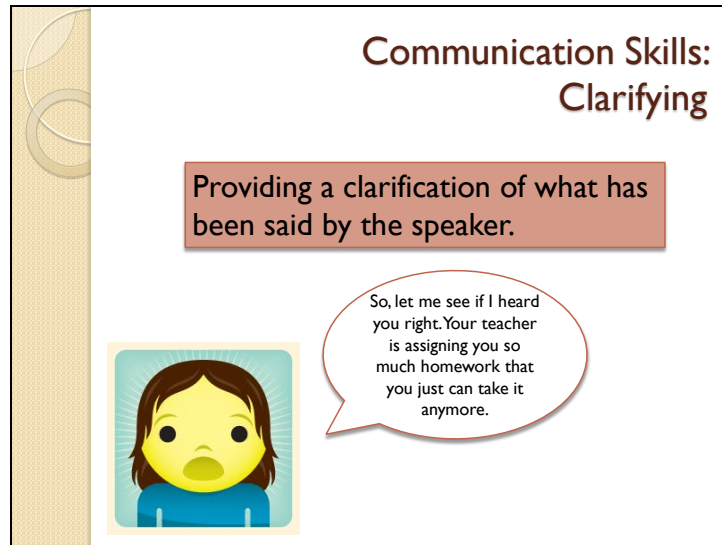 Communication Skills:
Clarifying
Providing a clarification of what has
been said by the speaker.
So, let me see if I heard
you right. Your teacher
is assigning you so
much homework that
you just can take it
anymore.